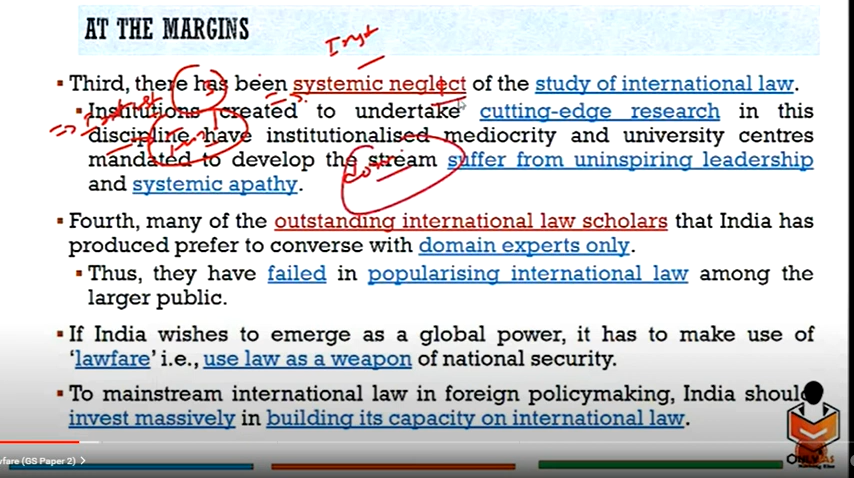 AT THE MARGINS
▪ Third, there has been systemic neglect of the study of international law.
▪ Institutions created to undertake cutting-edge research in this
discipline have institutionalised mediocrity and university centres
mandated to develop the stream suffer from uninspiring leadership
and systemic apathy.
▪ Fourth, many of the outstanding international law scholars that India has
produced prefer to converse with domain experts only.
▪ Thus, they have failed in popularising international law among the
larger public.
▪ If India wishes to emerge as a global power, it has to make use of
‘lawfare’ i.e., use law as a weapon of national security.
▪ To mainstream international law in foreign policymaking, India should
invest massively in building its capacity on international law.
wfare (GS Paper 2) >